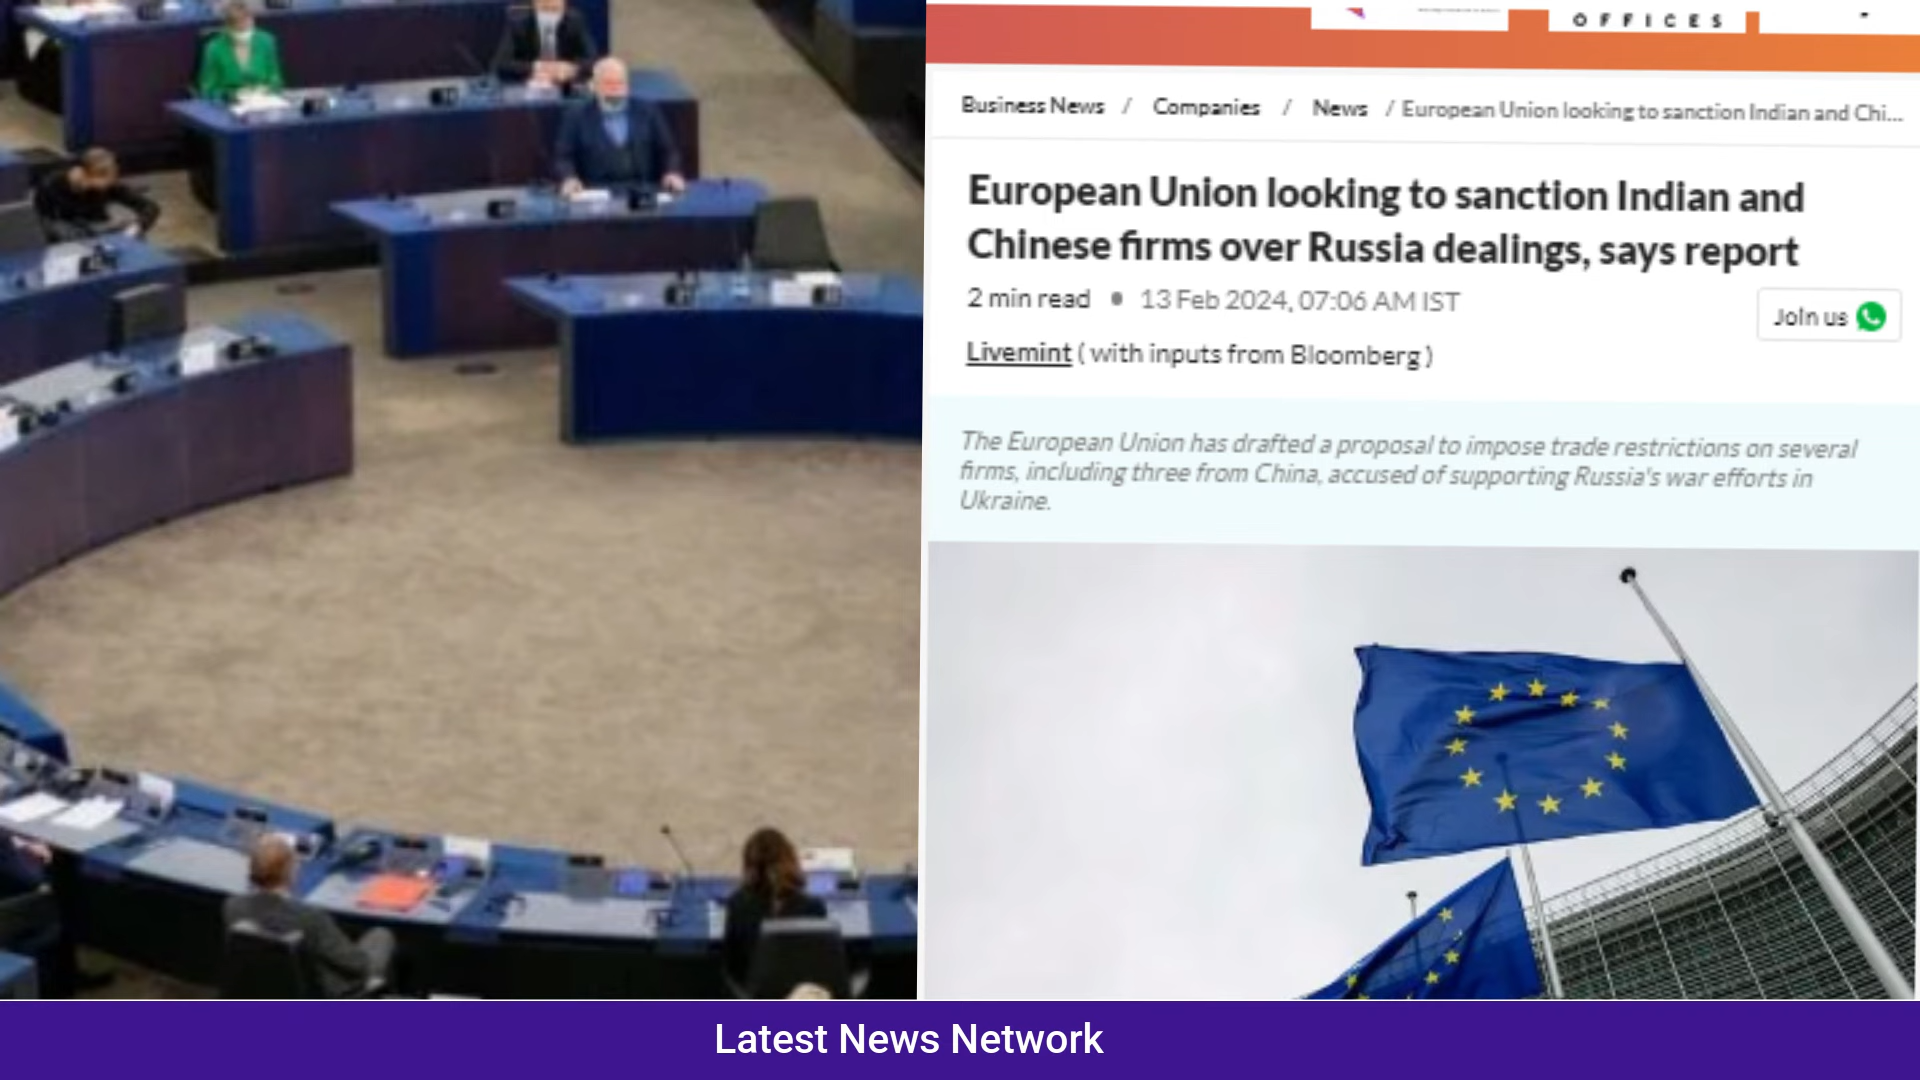 OFFICES
Business News / Companies / News / European Union looking to sanction Indian and Chi...
European Union looking to sanction Indian and
Chinese firms over Russia dealings, says report
2 min read • 13 Feb 2024, 07:06 AM IST
Join us
Livemint ( with inputs from Bloomberg )
The European Union has drafted a proposal to impose trade restrictions on several
firms, including three from China, accused of supporting Russia's war efforts in
Ukraine.
Latest News Network